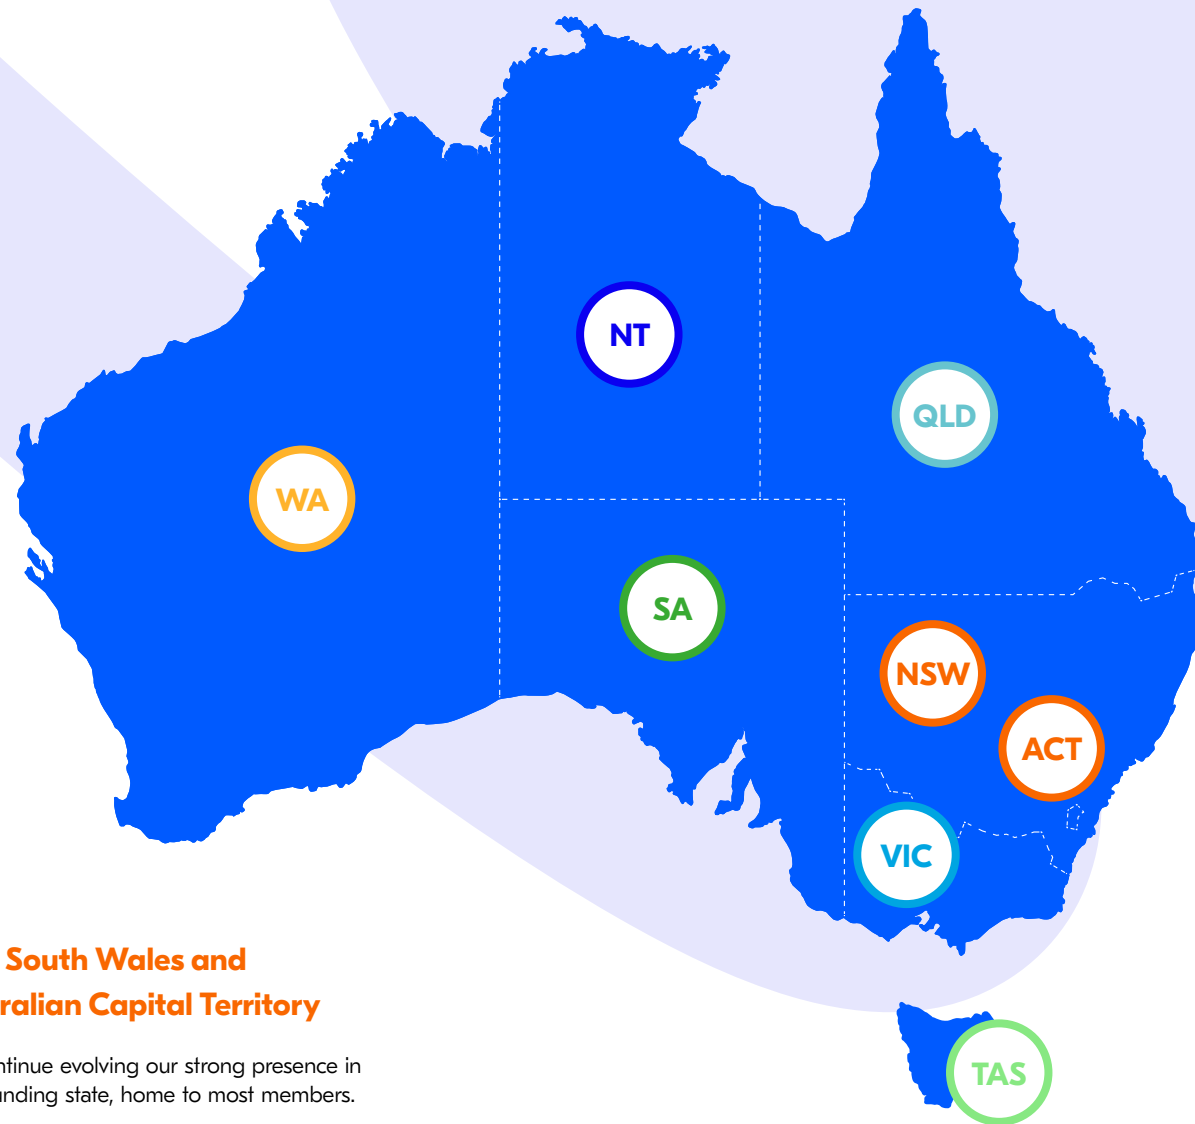 NT
QLD
WA
SA
NSW
ACT
VIC
South Wales and
ralian Capital Territory
ntinue evolving our strong presence in
unding state, home to most members.
TAS